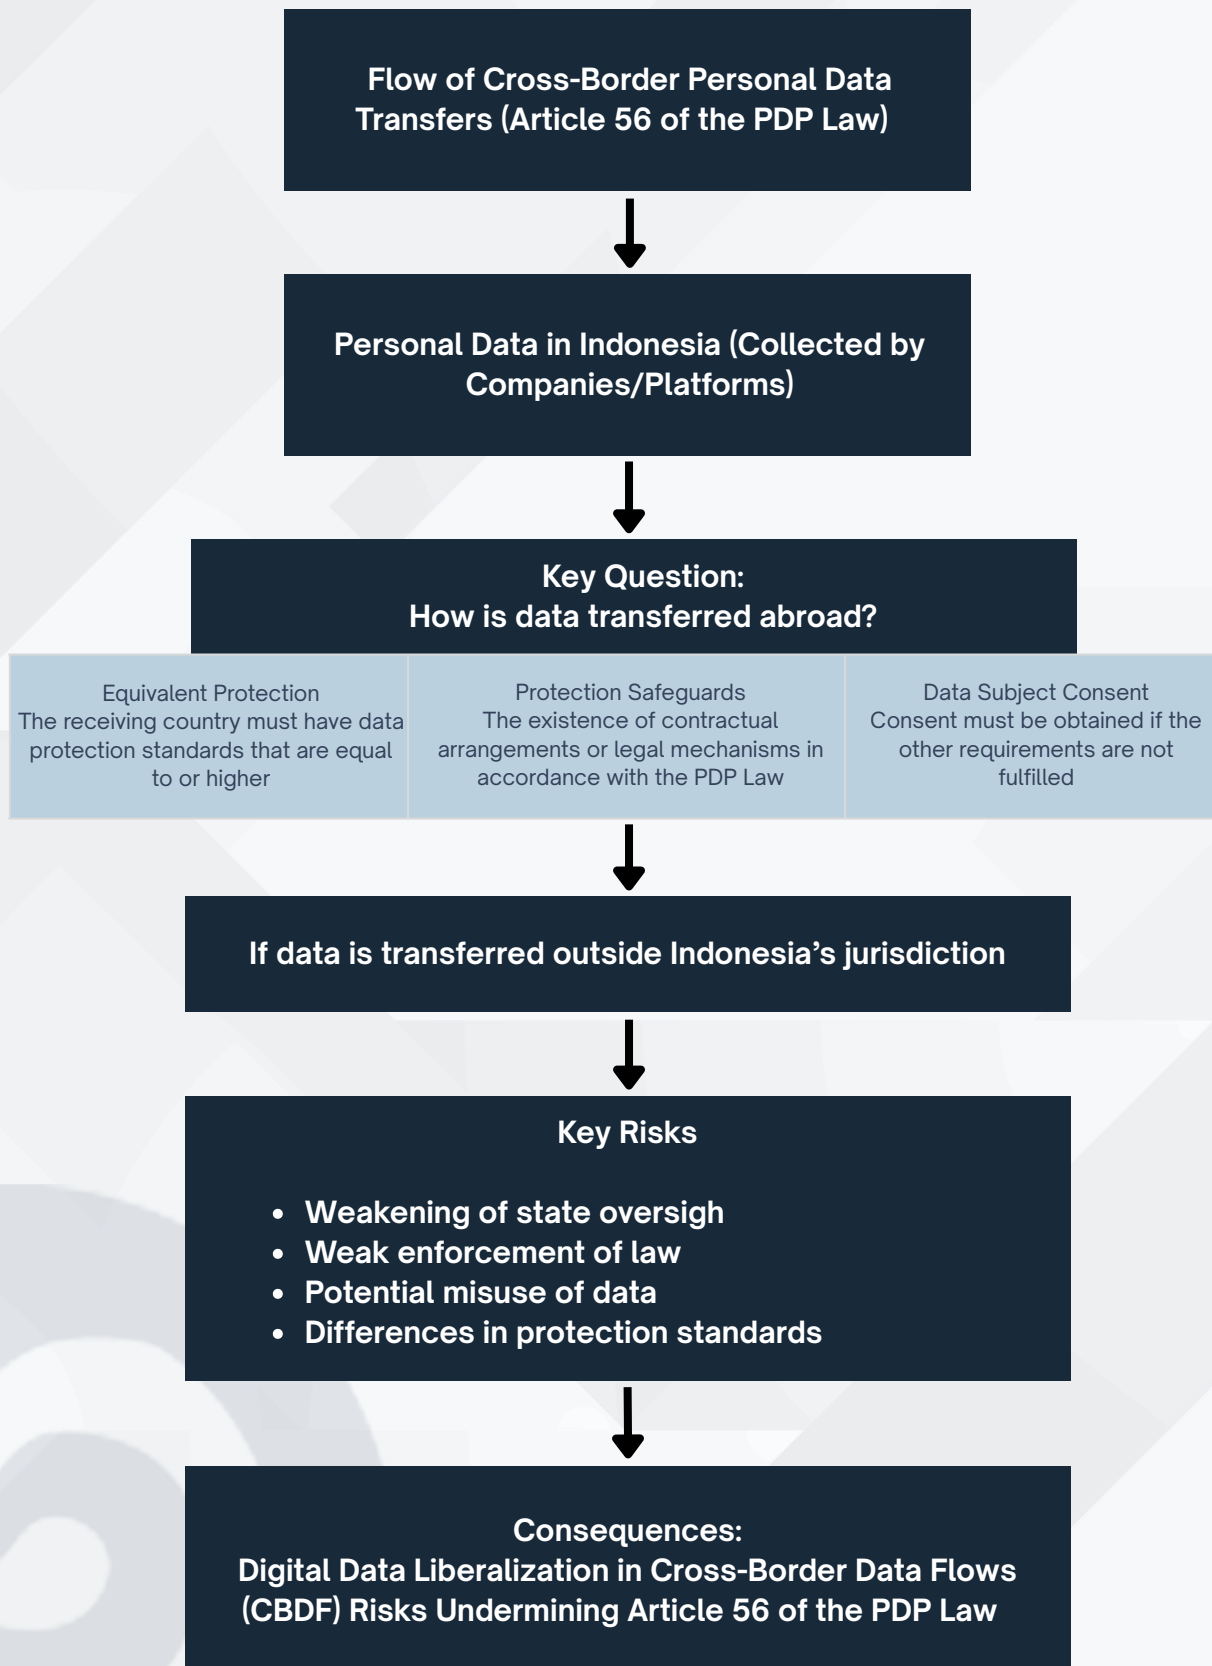 Flow of Cross-Border Personal Data
Transfers (Article 56 of the PDP Law)
Personal Data in Indonesia (Collected by
Companies/Platforms)
Key Question:
How is data transferred abroad?
Equivalent Protection
The receiving country must have data
protection standards that are equal
to or higher
Protection Safeguards
The existence of contractual
arrangements or legal mechanisms in
accordance with the PDP Law
Data Subject Consent
Consent must be obtained if the
other requirements are not
fulfilled
If data is transferred outside Indonesia’s jurisdiction
Key Risks
• Weakening of state oversigh
• Weak enforcement of law
• Potential misuse of data
• Differences in protection standards
Consequences:
Digital Data Liberalization in Cross-Border Data Flows
(CBDF) Risks Undermining Article 56 of the PDP Law